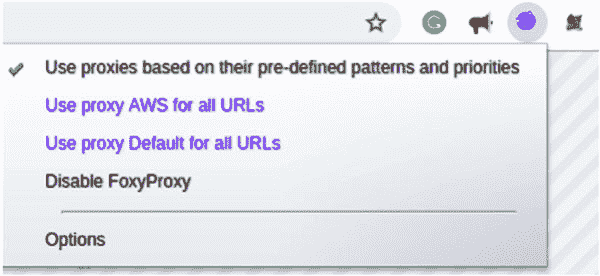 Use proxies based on their pre-defined patterns and priorities
Use proxy AWS for all URLs
Use proxy Default for all URLs
Disable FoxyProxy
Options